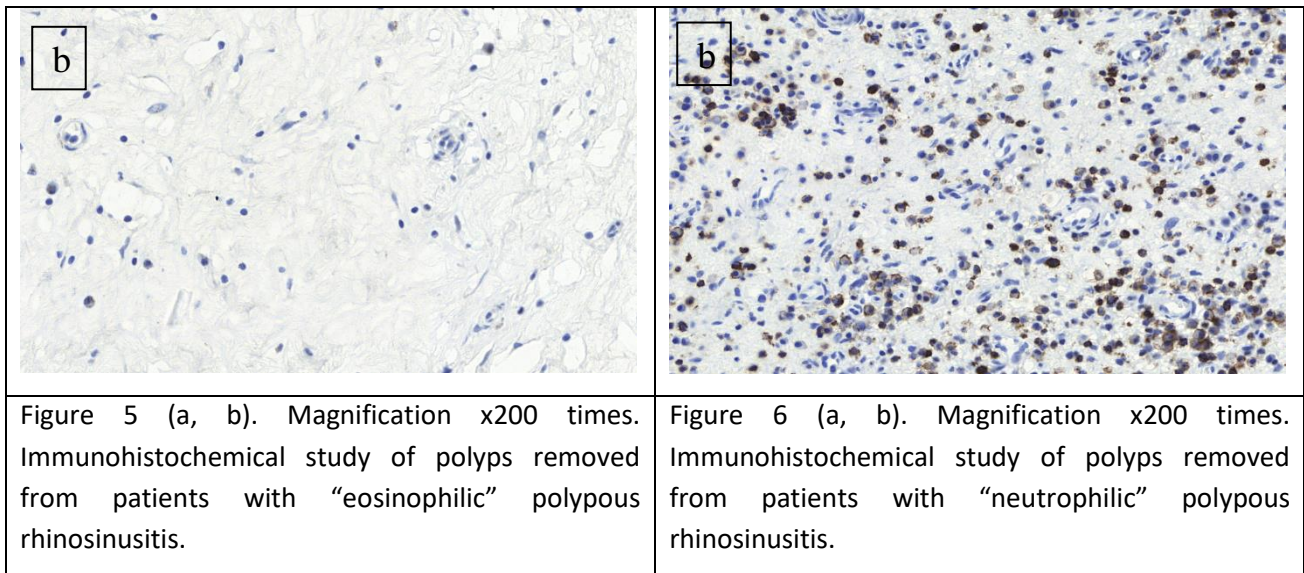 b
b
Figure 5 (a, b). Magnification x200 times.
Immunohistochemical study of polyps removed
from patients with “eosinophilic” polypous
rhinosinusitis.
Figure 6 (a, b). Magnification x200 times.
Immunohistochemical study of polyps removed
from patients with “neutrophilic” polypous
rhinosinusitis.